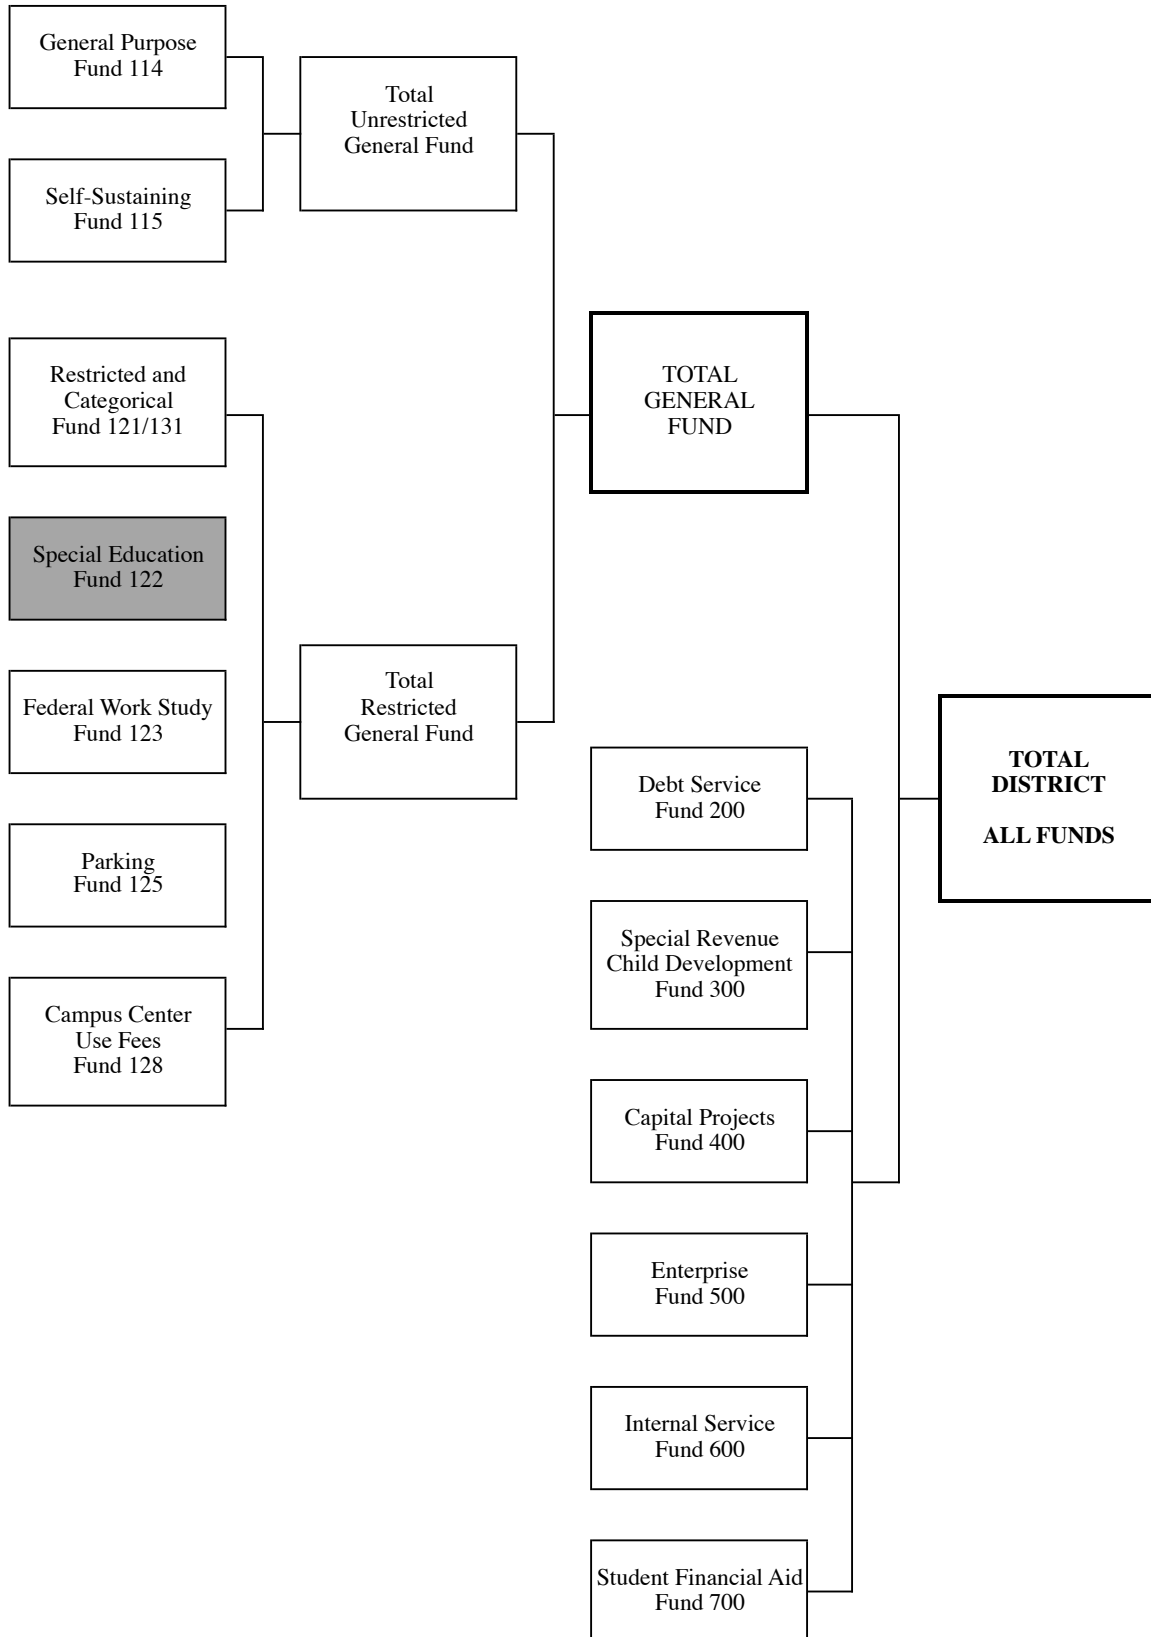 General Purpose
Fund 114
Total
Unrestricted
General Fund
Self-Sustaining
Fund 115
Restricted and
Categorical
Fund 121/131
TOTAL
GENERAL
FUND
Special Education
Fund 122
Federal Work Study
Fund 123
Total
Restricted
General Fund
TOTAL
DISTRICT
ALL FUNDS
Debt Service
Fund 200
Parking
Fund 125
Special Revenue
Child Development
Fund 300
Campus Center
Use Fees
Fund 128
Capital Projects
Fund 400
Enterprise
Fund 500
Internal Service
Fund 600
Student Financial Aid
Fund 700